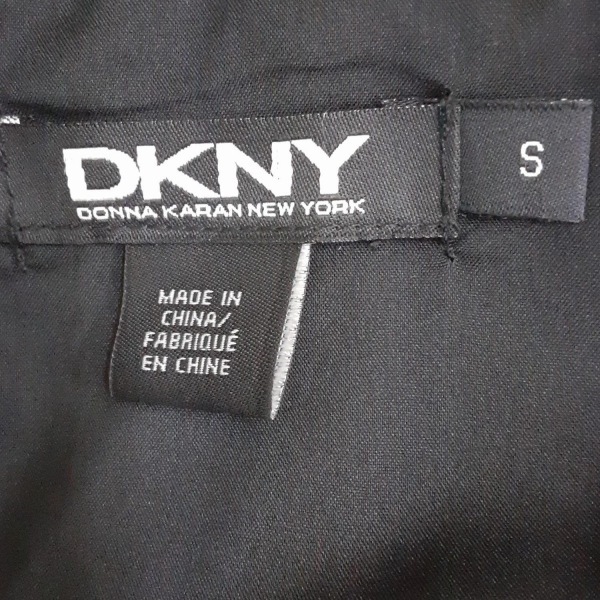 DKNY
DONNA KARAN NEW YORK
S
MADE IN
CHINA/
FABRIQUÉ
EN CHINE